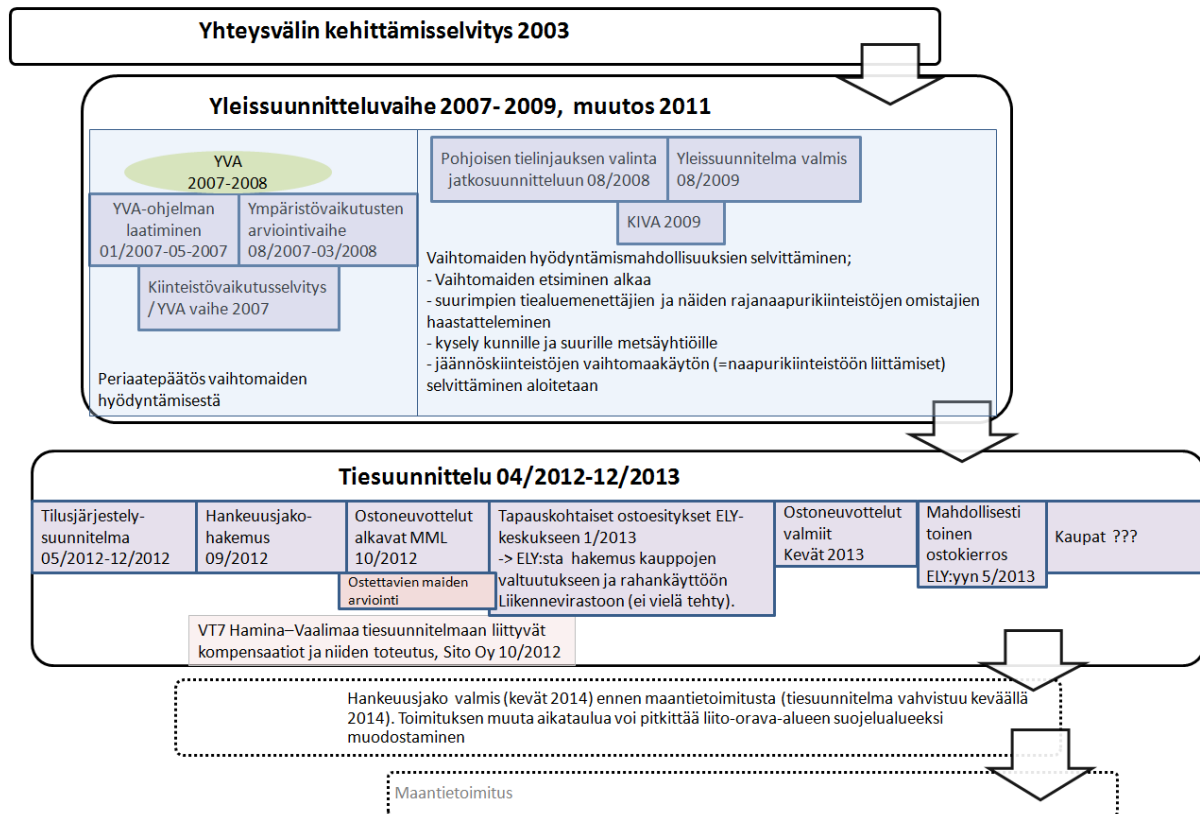 Yhteysvälin kehittämisselvitys 2003
Yleissuunnitteluvaihe 2007- 2009, muutos 2011
YVA
2007-2008
YVA-ohjelman
laatiminen
01/2007-05-2007
Ympäristövaikutusten
arviointivaihe
08/2007-03/2008
Kiinteistövaikutusselvitys
/ YVA vaihe 2007
Periaatepäätös vaihtomaiden
hyödyntämisestä
Pohjoisen tielinjauksen valinta
jatkosuunnitteluun 08/2008
Yleissuunnitelma valmis
08/2009
KIVA 2009
Vaihtomaiden hyödyntämismahdollisuuksien selvittäminen;
- Vaihtomaiden etsiminen alkaa
- suurimpien tiealuemenettäjien ja näiden rajanaapurikiinteistöjen omistajien
haastatteleminen
- kysely kunnille ja suurille metsäyhtiöille
- jäännöskiinteistöjen vaihtomaakäytön (=naapurikiinteistöön liittämiset)
selvittäminen aloitetaan
Tiesuunnittelu 04/2012-12/2013
Tilusjärjestely-
suunnitelma
05/2012-12/2012
Hankeuusjako-
hakemus
09/2012
Ostoneuvottelut
alkavat MML
10/2012
Ostettavien maiden
arviointi
Tapauskohtaiset ostoesitykset ELY-
keskukseen 1/2013
-> ELY:sta hakemus kauppojen
valtuutukseen ja rahankäyttöön
Liikennevirastoon (ei vielä tehty).
Ostoneuvottelut
valmiit
Kevät 2013
Mahdollisesti
toinen
ostokierros
ELY:yyn 5/2013
Kaupat ???
VT7 Hamina–Vaalimaa tiesuunnitelmaan liittyvät
kompensaatiot ja niiden toteutus, Sito Oy 10/2012
Hankeuusjako valmis (kevät 2014) ennen maantietoimitusta (tiesuunnitelma vahvistuu keväällä
2014). Toimituksen muuta aikataulua voi pitkittää liito-orava-alueen suojelualueeksi
muodostaminen
Maantietoimitus